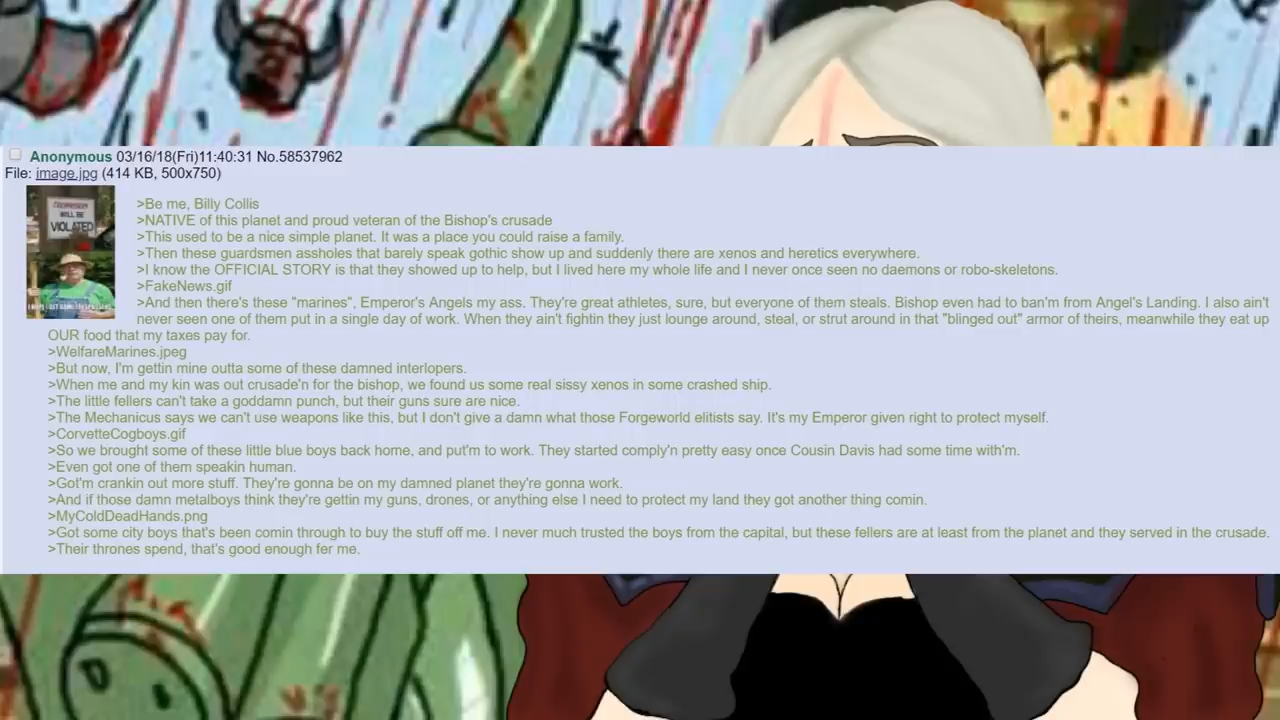 Anonymous 03/16/18(Fri)11:40:31 No.58537962
File: image.jpg (414 KB, 500x750)
WILL BE
VIOLATED
>Be me, Billy Collis
>NATIVE of this planet and proud veteran of the Bishop's crusade
>This used to be a nice simple planet. It was a place you could raise a family.
>Then these guardsmen assholes that barely speak gothic show up and suddenly there are xenos and heretics everywhere.
>I know the OFFICIAL STORY is that they showed up to help, but I lived here my whole life and I never once seen no daemons or robo-skeletons.
>FakeNews.gif
>And then there's these "marines", Emperor's Angels my ass. They're great athletes, sure, but every last of them steals. Bishop even had to ban'm from Angel's Landing. I also ain't
never seen one of them put in a single day of work. When they ain't fightin they just lounge around, steal, or strut around in that "blinged out" armor of theirs, meanwhile they eat up
OUR food that my taxes pay for.
>WelfareMarines.jpeg
>But now, I'm gettin mine outta some of these damned interlopers.
>When me and my kin was out crusade'n for the bishop, we found us some real sissy xenos in some crashed ship.
>The little fellers can't take a goddamn punch, but their guns sure are nice.
>The Mechanicus says we can't use weapons like this, but I don't give a damn what those Forgeworld elitists say. It's my Emperor given right to protect myself.
>CorvetteCogboys.gif
>So we brought some of these little blue boys back home, and put'm to work. They started comply'n pretty easy once Cousin Davis had some time with'm.
>Even got one of them speakin human.
>Got'm crankin out more stuff. They're gonna be on my damned planet they're gonna work.
>And if those damn metalboys think they're gettin my guns, drones, or anything else I need to protect my land they got another thing comin.
>MyColdDeadHands.png
>Got some city boys that's been comin through to buy the stuff off me. I never much trusted the boys from the capital, but these fellers are at least from the planet and they served in the crusade.
>Their thrones spend, that's good enough fer me.